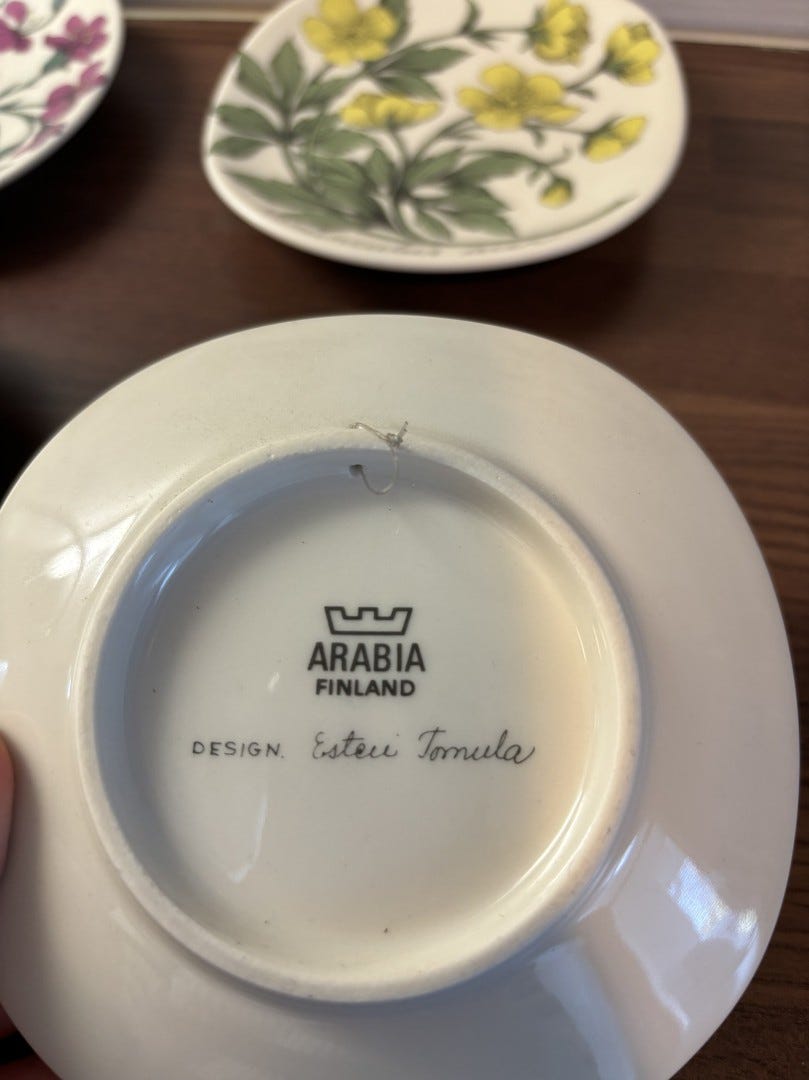 ARABIA
FINLAND
DESIGN. Esteri Tomula